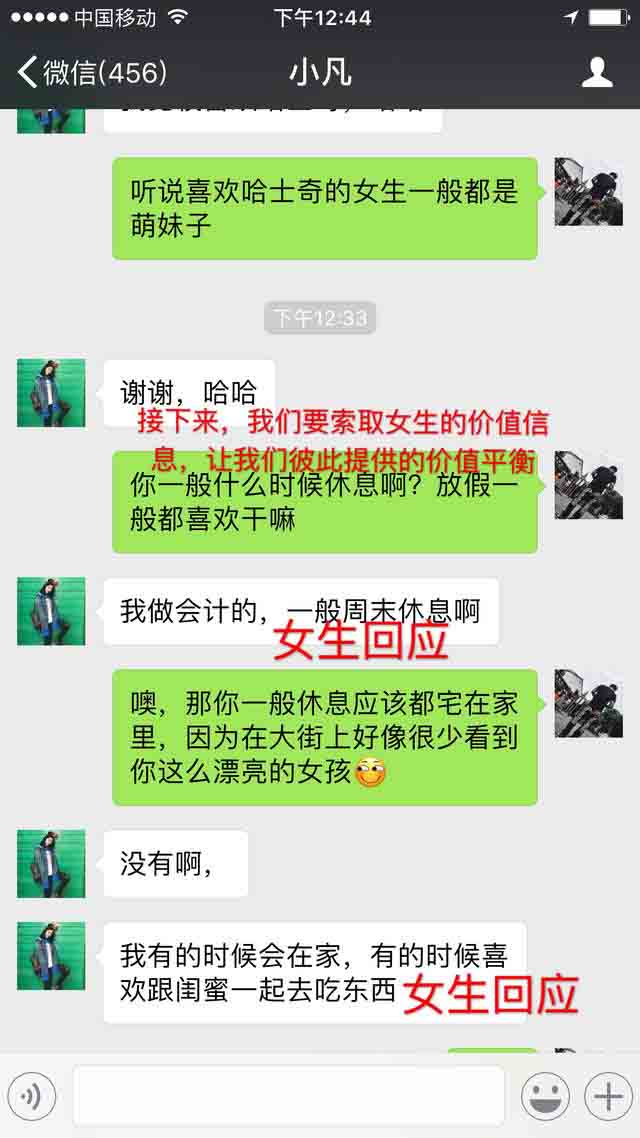 中国移动 下午12:44
微信(456) 小凡
听说喜欢哈士奇的女生一般都是
萌妹子
下午12:33
谢谢，哈哈
接下来，我们要索取女生的价值信
息，让我们彼此提供的价值平衡
你一般什么时候休息啊？放假一
般都喜欢干嘛
我做会计的，一般周末休息啊
女生回应
噢，那你一般休息应该都宅在家
里，因为在大街上好像很少看到
你这么漂亮的女孩
没有啊，
我有的时候会在家，有的时候喜
欢跟闺蜜一起去吃东西
女生回应